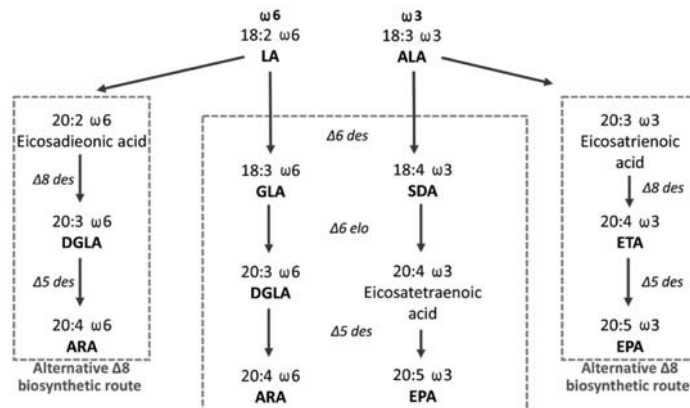 ω6
18:2 ω6
LA
ω3
18:3 ω3
ALA
20:2 ω6
Eicosadieonic acid
Δ8 des
20:3 ω6
DGLA
Δ5 des
20:4 ω6
ARA
Alternative Δ8
biosynthetic route
Δ6 des
18:3 ω6
GLA
18:4 ω3
SDA
Δ6 elo
20:3 ω6
DGLA
20:4 ω3
Eicosatetraenoic
acid
Δ5 des
20:4 ω6
ARA
20:5 ω3
EPA
20:3 ω3
Eicosatrienoic
acid
Δ8 des
20:4 ω3
ETA
Δ5 des
20:5 ω3
EPA
Alternative Δ8
biosynthetic route